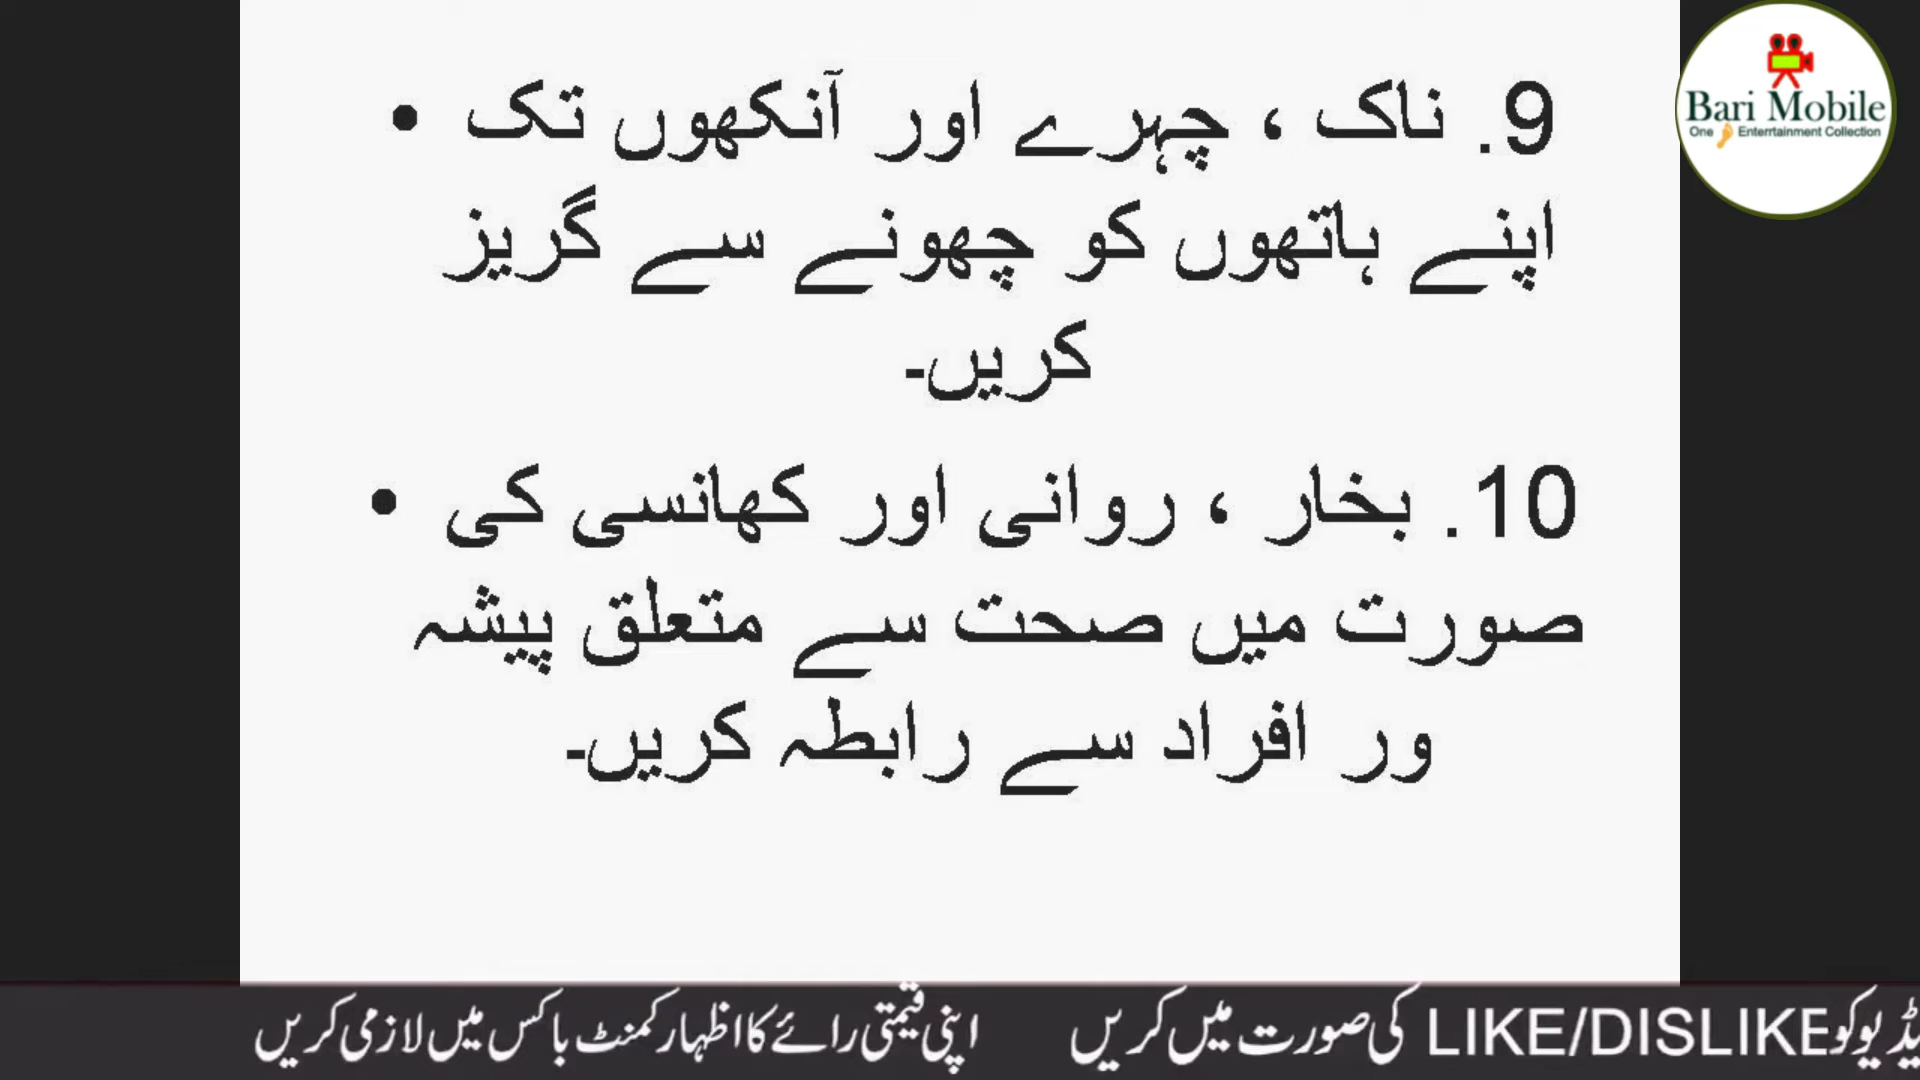 9. ناک ، چہرے اور آنکھوں تک •
اپنے ہاتھوں کو چھونے سے گریز
کریں۔
10. بخار ، روانی اور کھانسی کی •
صورت میں صحت سے متعلق پیشہ
ور افراد سے رابطہ کریں۔
Bari Mobile
One Entertainment Collection
یڈیوکو LIKE/DISLIKE کی صورت میں کریں اپنی قیمتی رائے کا اظہار کمنٹ باکس میں لازمی کریں